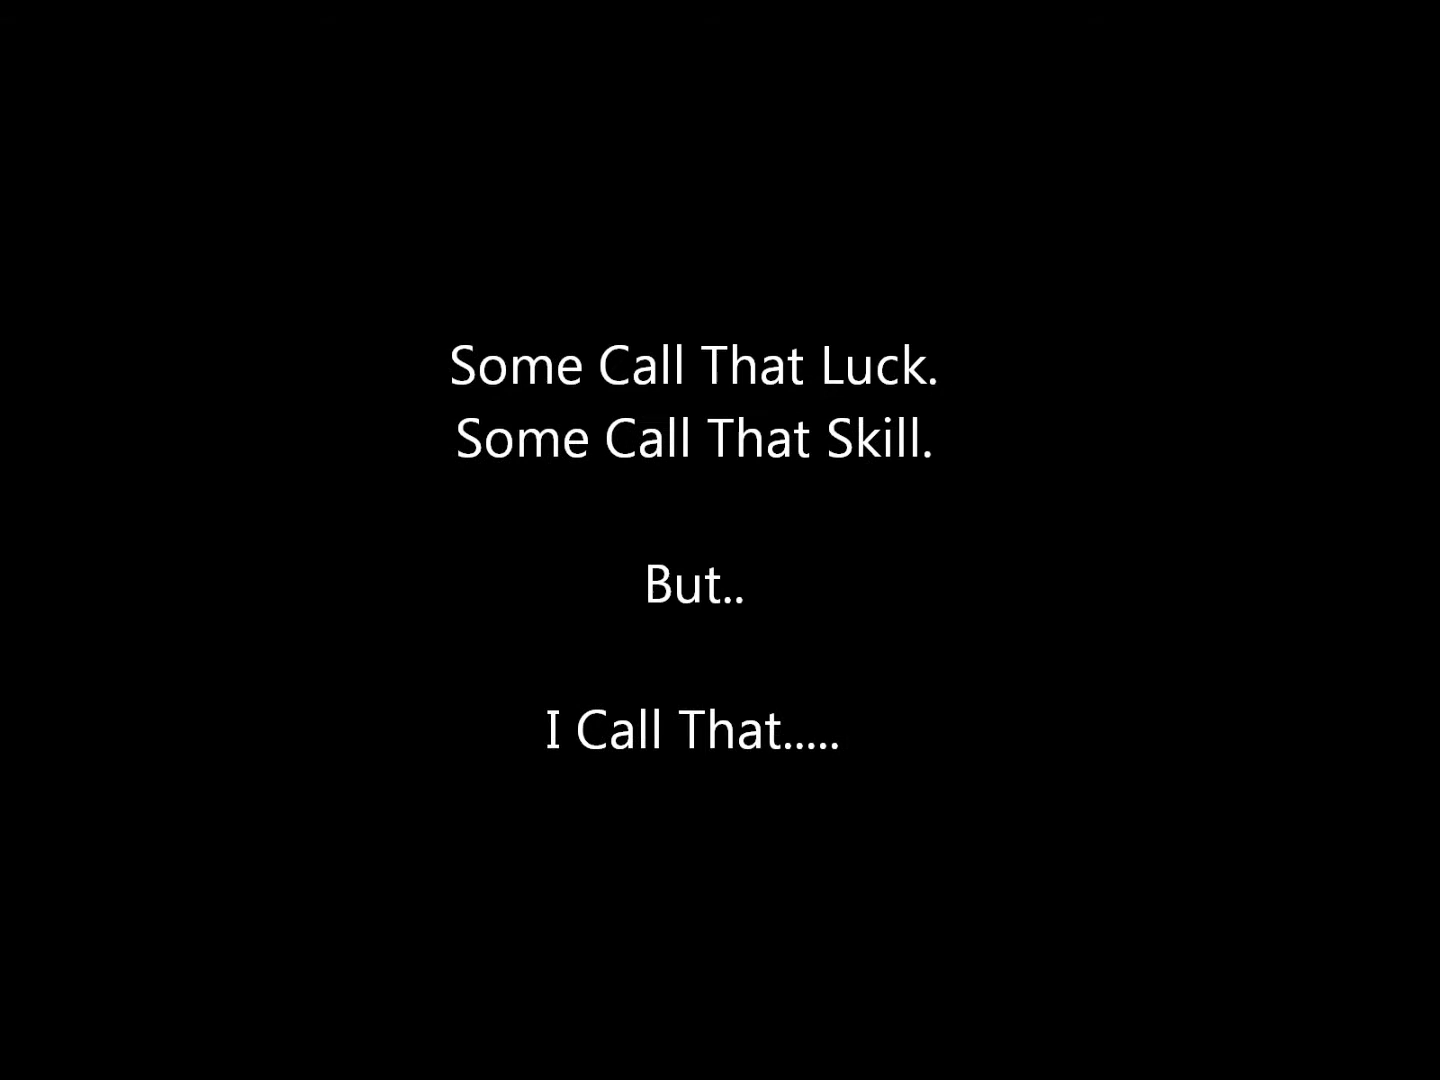 Some Call That Luck.
Some Call That Skill.
But..
I Call That.....